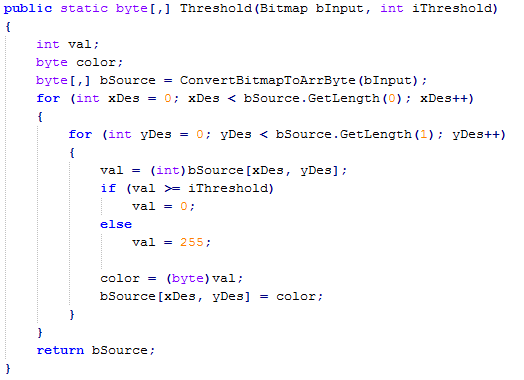 public static byte[,] Threshold(Bitmap bInput, int iThreshold)
{
    int val;
    byte color;
    byte[,] bSource = ConvertBitmapToArrByte(bInput);
    for (int xDes = 0; xDes < bSource.GetLength(0); xDes++)
    {
        for (int yDes = 0; yDes < bSource.GetLength(1); yDes++)
        {
            val = (int)bSource[xDes, yDes];
            if (val >= iThreshold)
                val = 0;
            else
                val = 255;

            color = (byte)val;
            bSource[xDes, yDes] = color;
        }
    }
    return bSource;
}